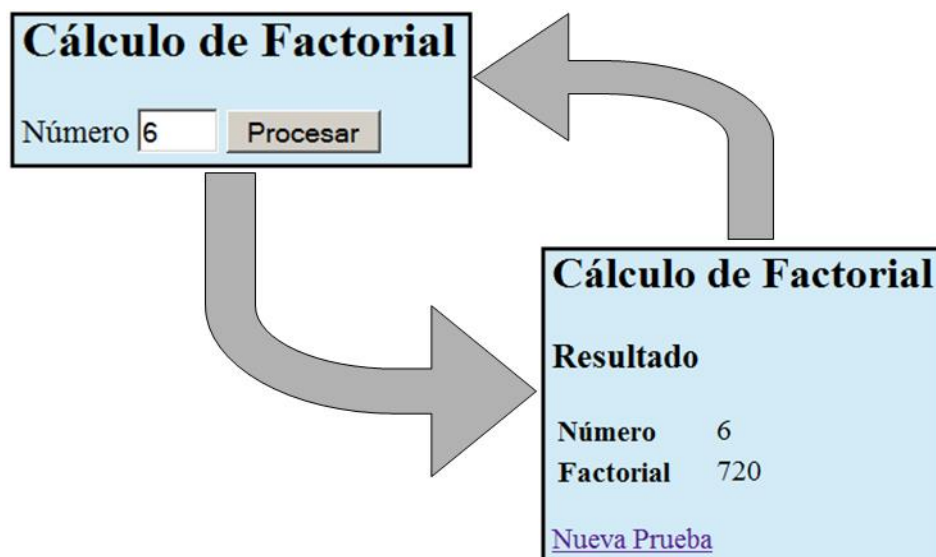 Cálculo de Factorial
Número 6 Procesar
Cálculo de Factorial
Resultado
Número 6
Factorial 720
Nueva Prueba